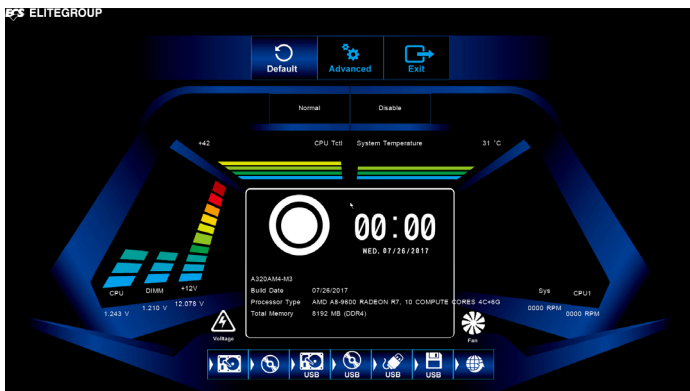 ECS ELITEGROUP
Default
Advanced
Exit
Normal
Disable
+42
CPU Tctl
System Temperature
31 °C
00:00
WED. 07/26/2017
A320AM4-M3
Build Date 07/26/2017
Processor Type AMD A8-9600 RADEON R7, 10 COMPUTE CORES 4C+6G
Total Memory 8192 MB (DDR4)
CPU
DIMM
+12V
1.243 V
1.210 V
12.078 V
Voltage
Sys
CPU1
0000 RPM
0000 RPM
Fan
USB
USB
USB
USB